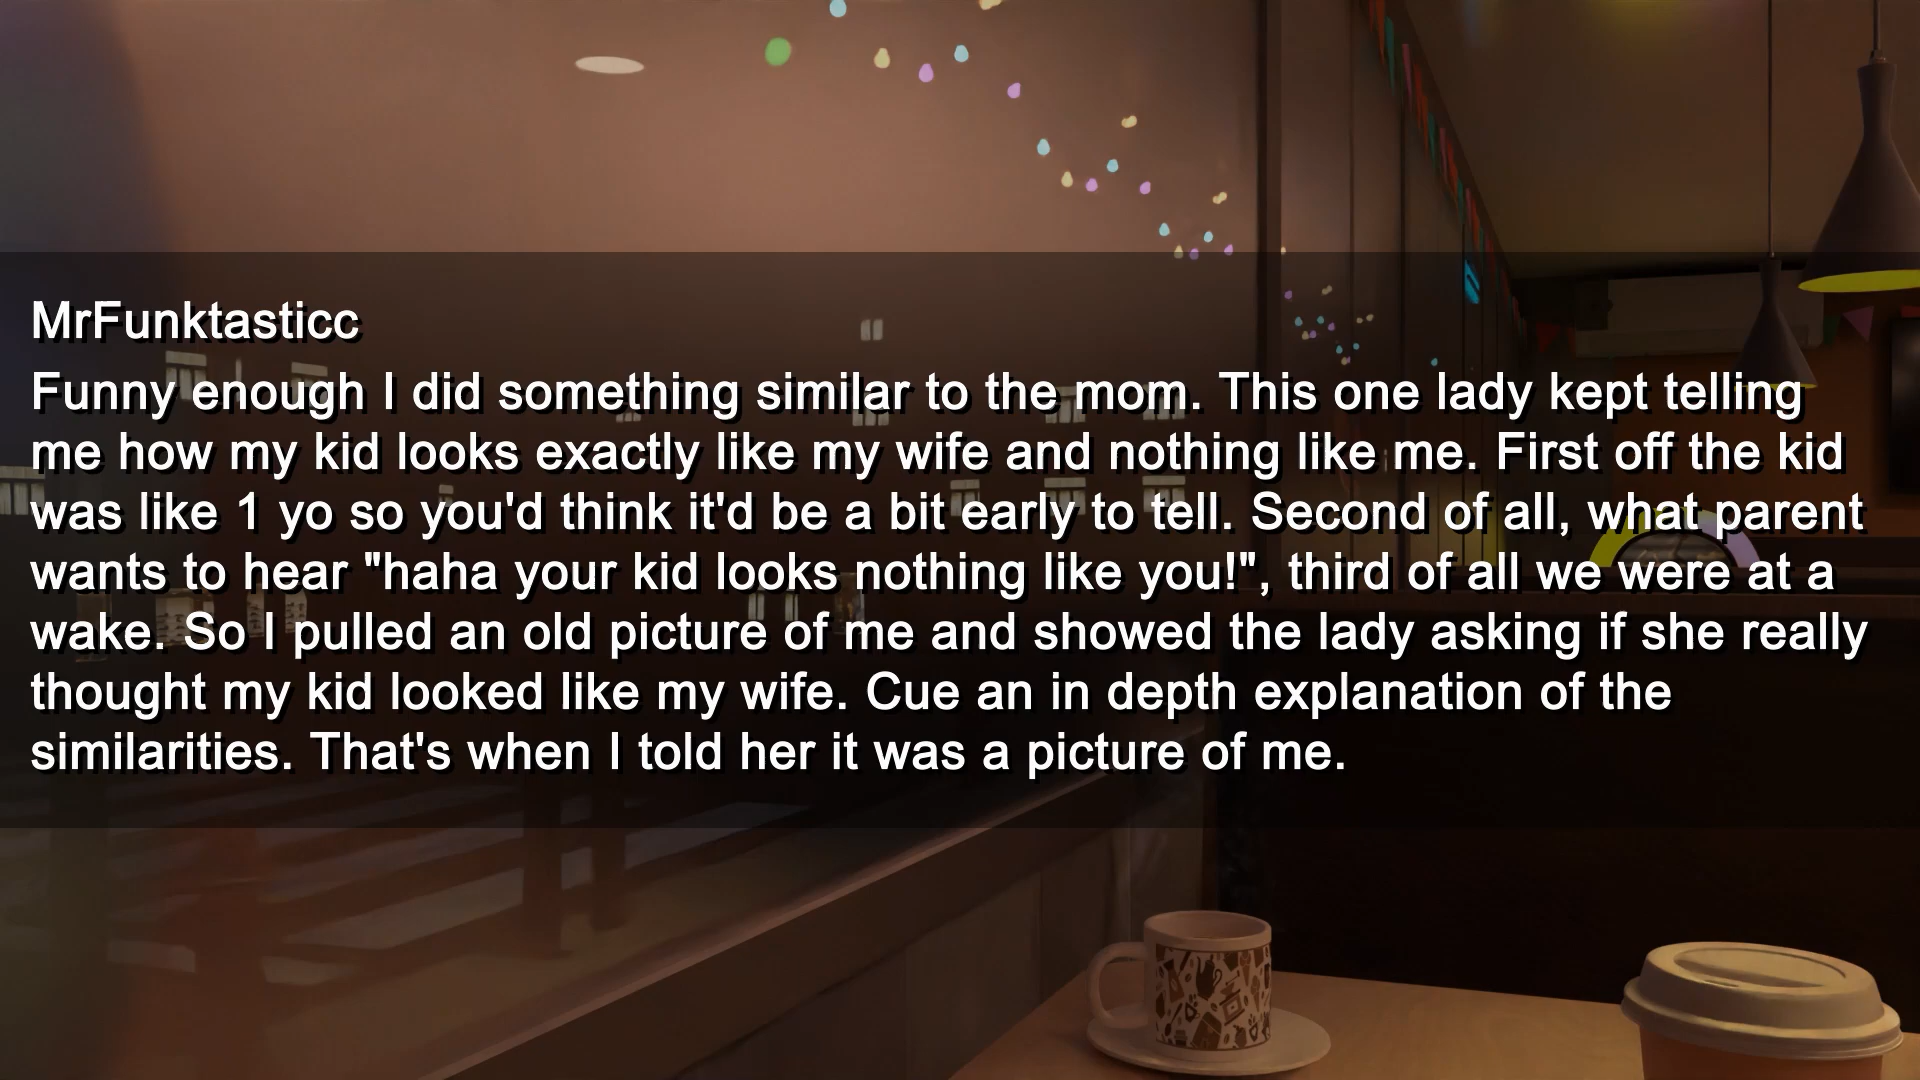 MrFunktasticc
Funny enough I did something similar to the mom. This one lady kept telling
me how my kid looks exactly like my wife and nothing like me. First off the kid
was like 1 yo so you'd think it'd be a bit early to tell. Second of all, what parent
wants to hear "haha your kid looks nothing like you!", third of all we were at a
wake. So I pulled an old picture of me and showed the lady asking if she really
thought my kid looked like my wife. Cue an in depth explanation of the
similarities. That's when I told her it was a picture of me.